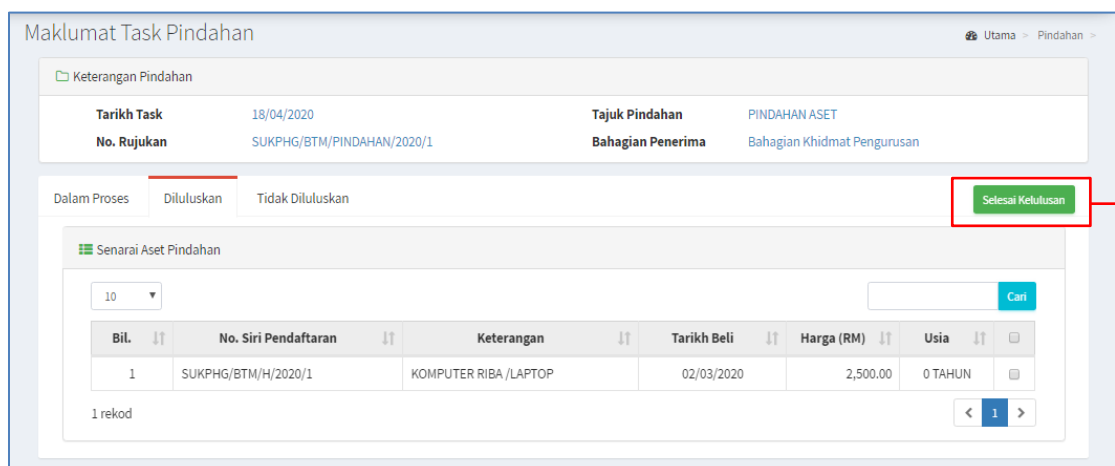 Maklumat Task Pindahan
Utama > Pindahan >
Keterangan Pindahan
Tarikh Task 18/04/2020 Tajuk Pindahan PINDAHAN ASET
No. Rujukan SUKPHG/BTM/PINDAHAN/2020/1 Bahagian Penerima Bahagian Khidmat Pengurusan
Dalam Proses Diluluskan Tidak Diluluskan Selesai Kelulusan
Senarai Aset Pindahan
10 Cari
Bil. No. Siri Pendaftaran Keterangan Tarikh Beli Harga (RM) Usia
1 SUKPHG/BTM/H/2020/1 KOMPUTER RIBA /LAPTOP 02/03/2020 2,500.00 0 TAHUN
1 rekod < 1 >